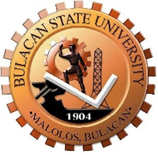 BULACAN STATE UNIVERSITY
1904
• MALOLOS, BULACAN •